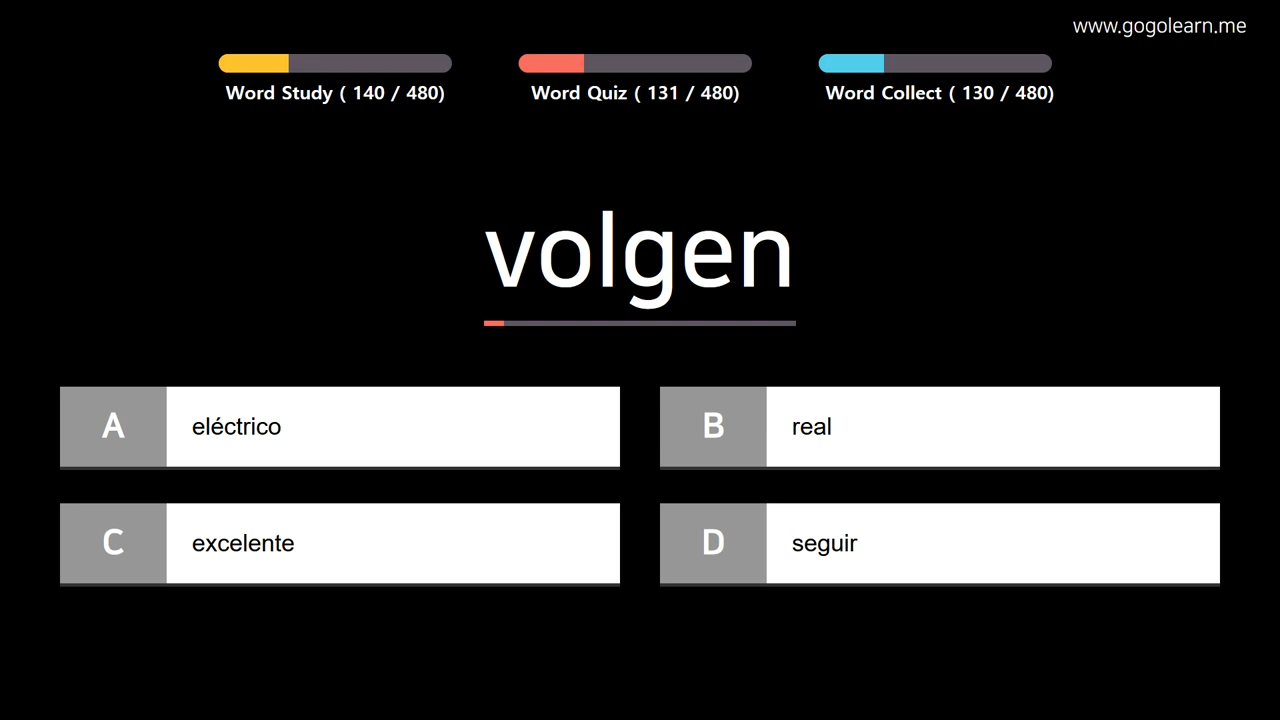 www.gogolearn.me
Word Study ( 140 / 480)
Word Quiz ( 131 / 480)
Word Collect ( 130 / 480)
volgen
A eléctrico
B real
C excelente
D seguir